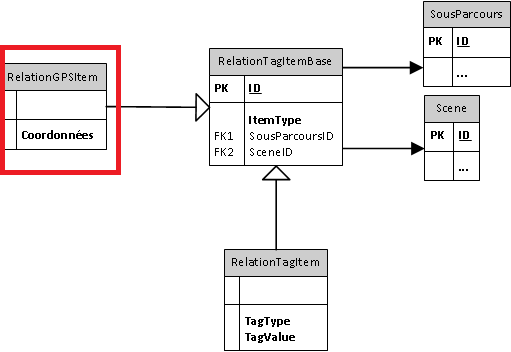 SousParcours
PK ID
...
RelationTagItemBase
PK ID
ItemType
FK1 SousParcoursID
FK2 SceneID
RelationGPSItem
Coordonnées
Scene
PK ID
...
RelationTagItem
TagType
TagValue